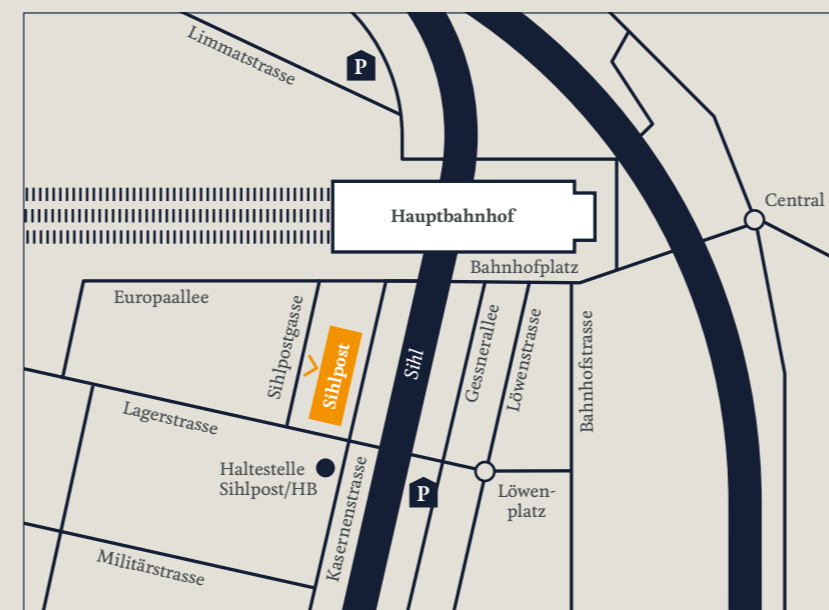 Limmatstrasse
P
Central
Hauptbahnhof
Bahnhofplatz
Europaallee
Sihlpostgasse
Sihlpost
Sihl
Gessnerallee
Löwenstrasse
Bahnhofstrasse
Lagerstrasse
Haltestelle
Sihlpost/HB
Kasernenstrasse
P
Löwen-
platz
Militärstrasse